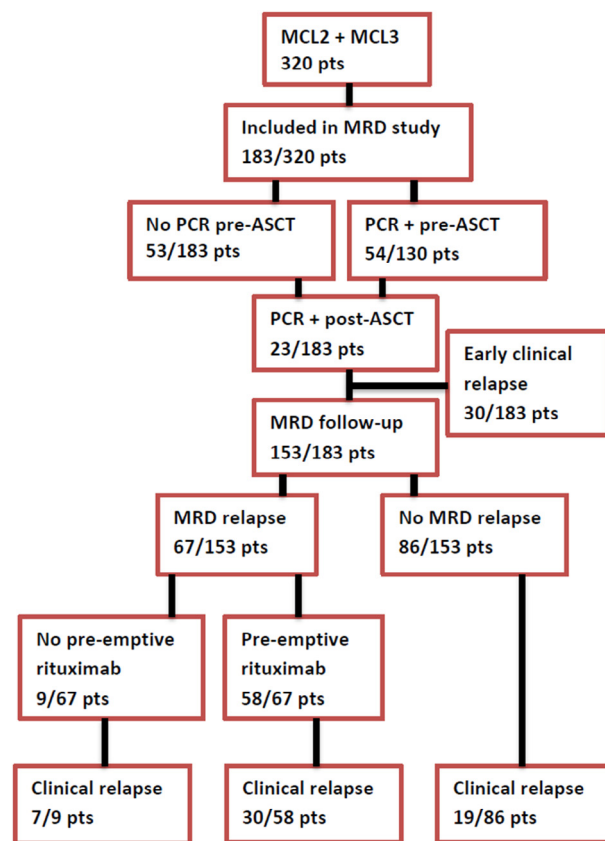 MCL2 + MCL3
320 pts
Included in MRD study
183/320 pts
No PCR pre-ASCT
53/183 pts
PCR + pre-ASCT
54/130 pts
PCR + post-ASCT
23/183 pts
Early clinical
relapse
30/183 pts
MRD follow-up
153/183 pts
MRD relapse
67/153 pts
No MRD relapse
86/153 pts
No pre-emptive
rituximab
9/67 pts
Pre-emptive
rituximab
58/67 pts
Clinical relapse
7/9 pts
Clinical relapse
30/58 pts
Clinical relapse
19/86 pts